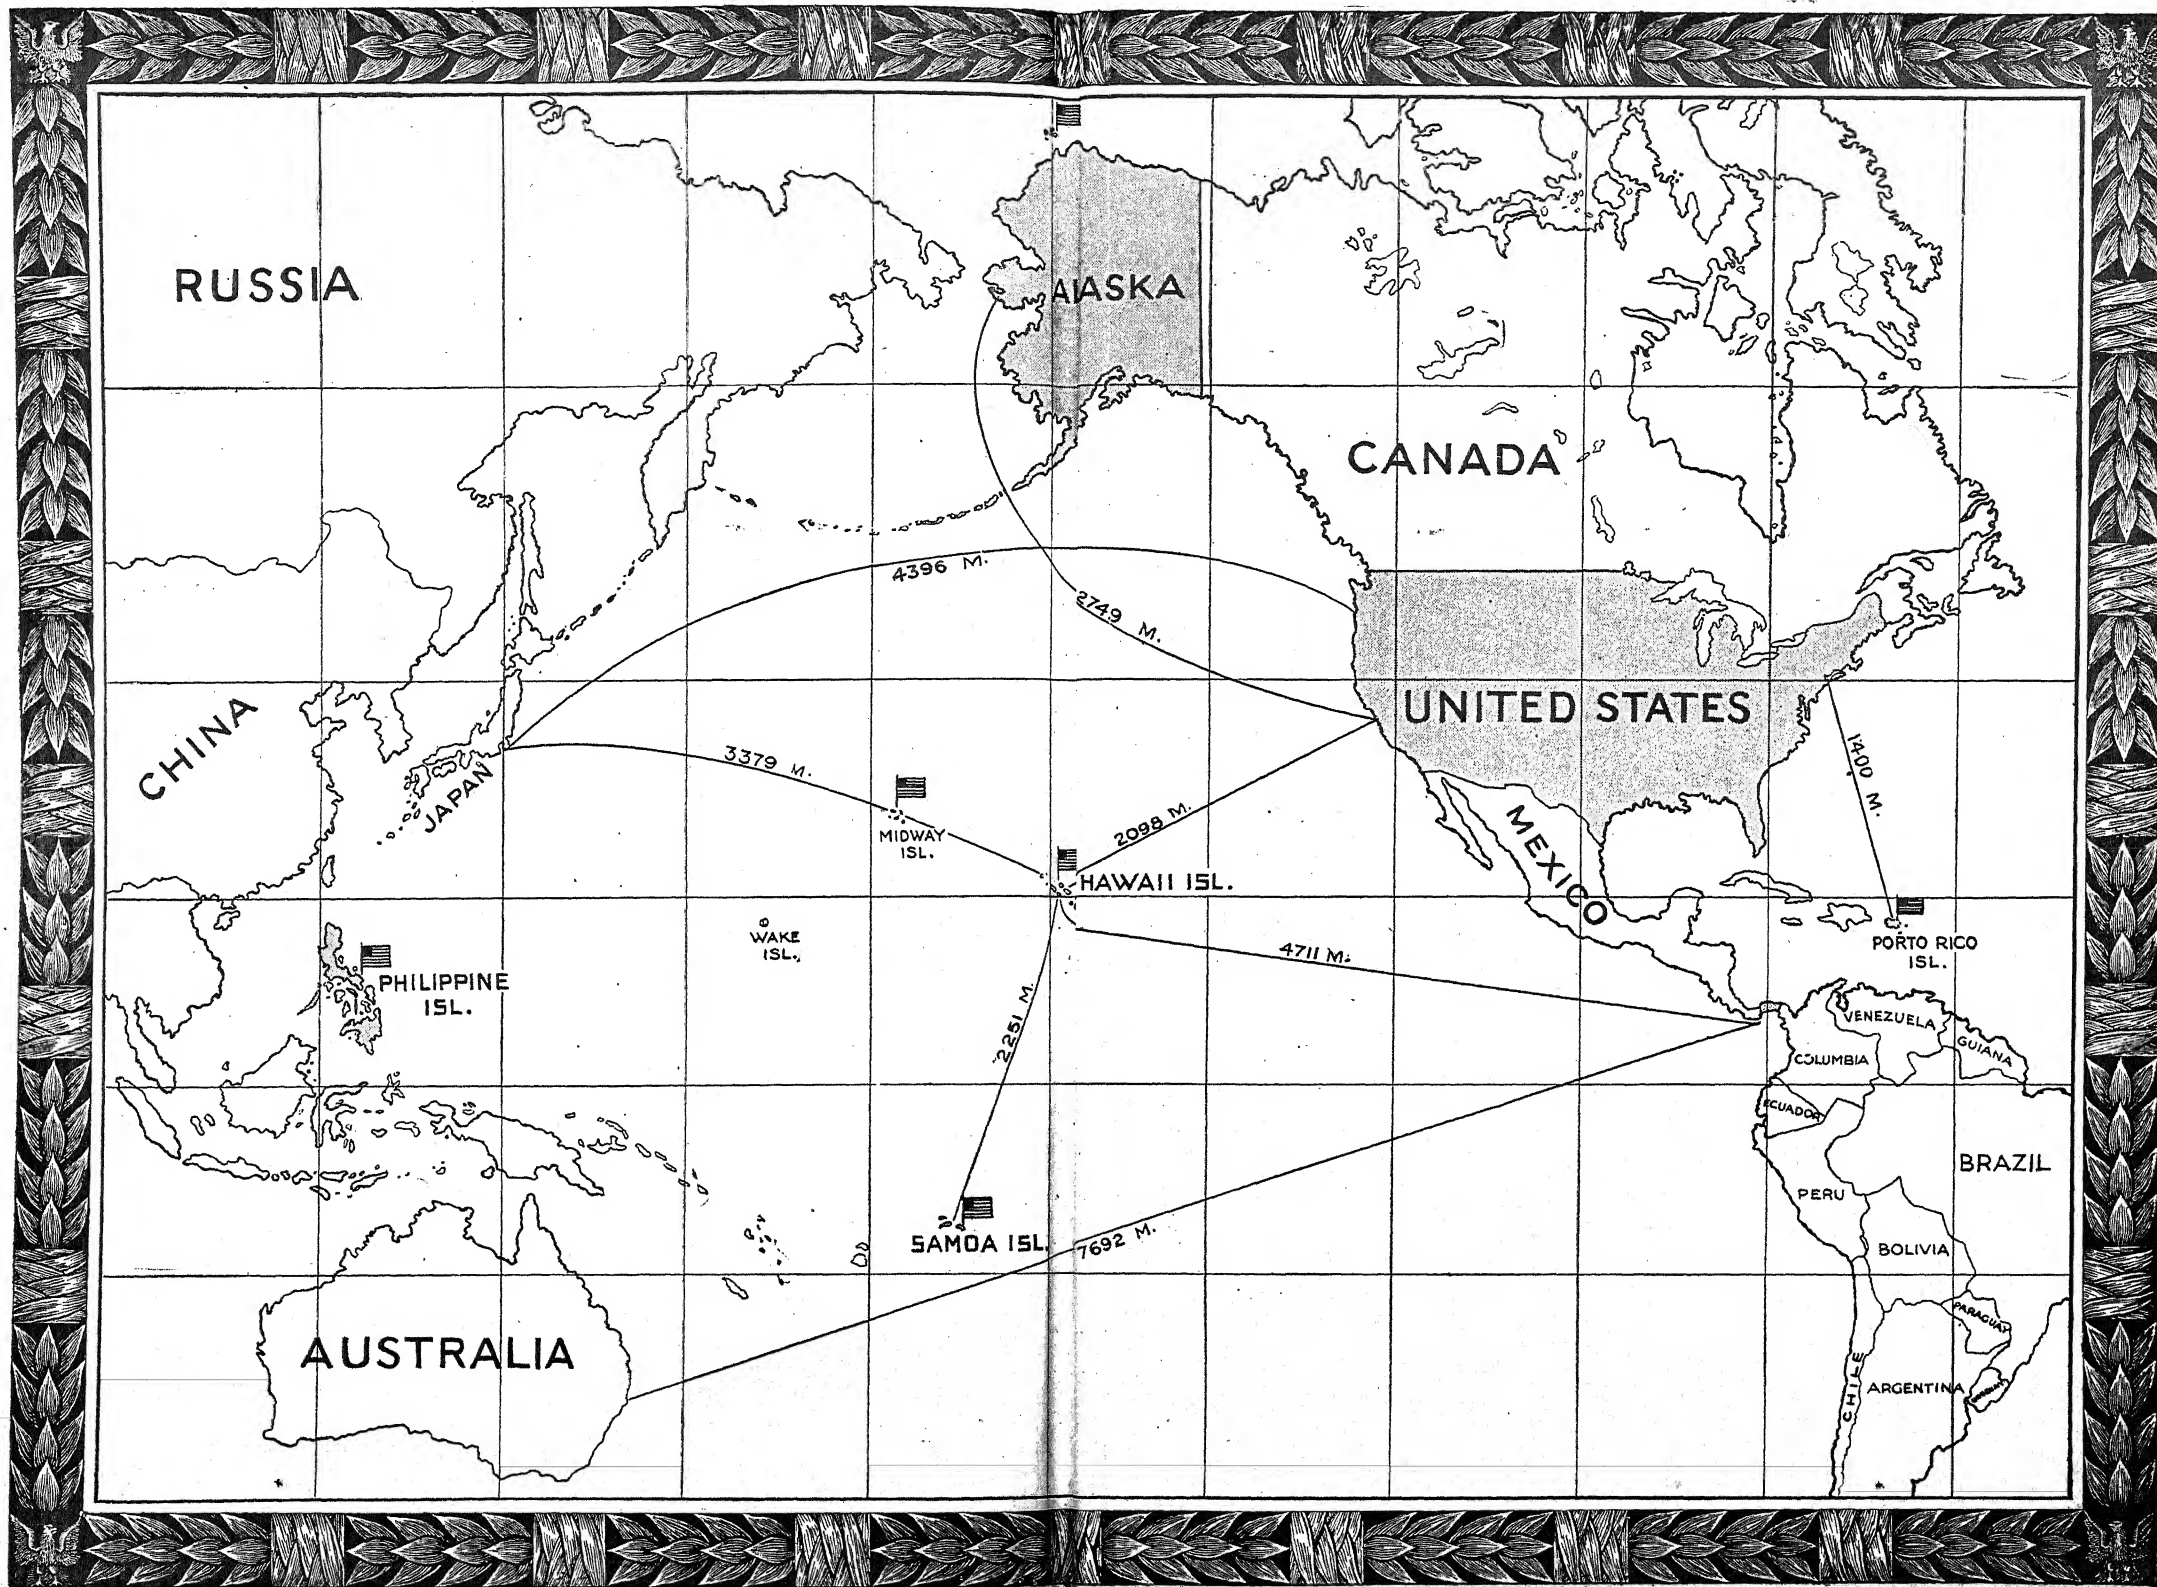 RUSSIA
ALASKA
CANADA
4396 M.
2749 M.
CHINA
UNITED STATES
JAPAN
3379 M.
MIDWAY
ISL.
2098 M.
1400 M.
MEXICO
HAWAII ISL.
WAKE
ISL.
4711 M.
PORTO RICO
ISL.
PHILIPPINE
ISL.
2251 M.
VENEZUELA
GUIANA
COLUMBIA
ECUADOR
BRAZIL
PERU
SAMOA ISL.
7692 M.
BOLIVIA
PARAGUAY
AUSTRALIA
CHILE
ARGENTINA